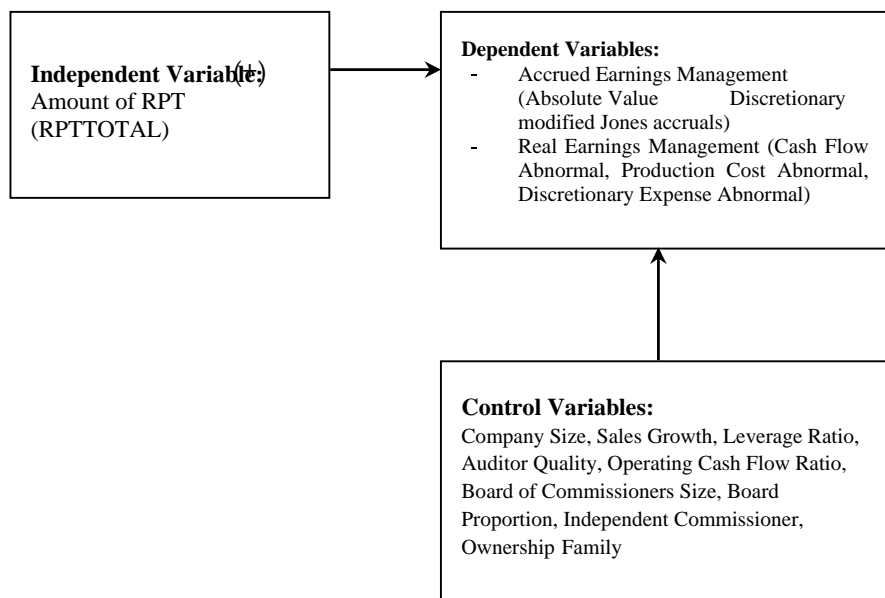 Independent Variable: (+)
Amount of RPT
(RPTTOTAL)
Dependent Variables:
- Accrued Earnings Management
(Absolute Value Discretionary
modified Jones accruals)
- Real Earnings Management (Cash Flow
Abnormal, Production Cost Abnormal,
Discretionary Expense Abnormal)
Control Variables:
Company Size, Sales Growth, Leverage Ratio,
Auditor Quality, Operating Cash Flow Ratio,
Board of Commissioners Size, Board
Proportion, Independent Commissioner,
Ownership Family